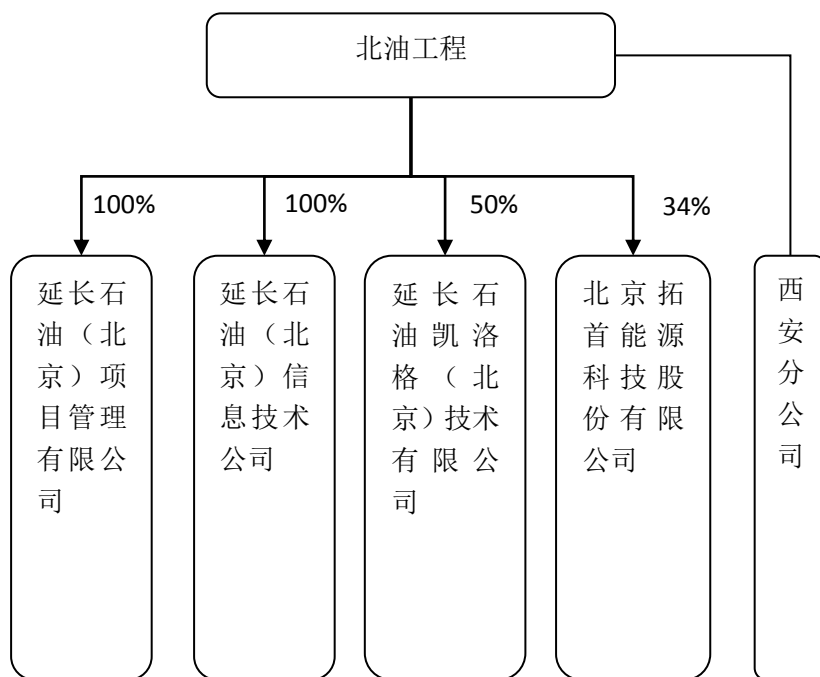 北油工程
100%
100%
50%
34%
延长石
油（北
京）项
目管理
有限公
司
延长石
油（北
京）信
息技术
公司
延长石
油凯洛
格（北
京）技术
有限公
司
北京拓
首能源
科技股
份有限
公司
西
安
分
公
司